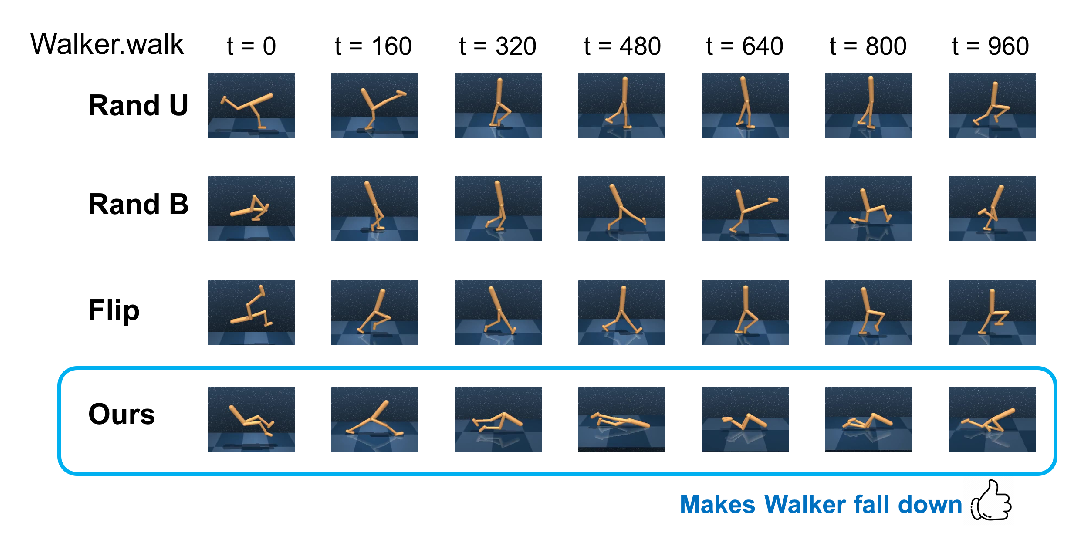 Walker.walk t = 0 t = 160 t = 320 t = 480 t = 640 t = 800 t = 960
Rand U
Rand B
Flip
Ours
Makes Walker fall down